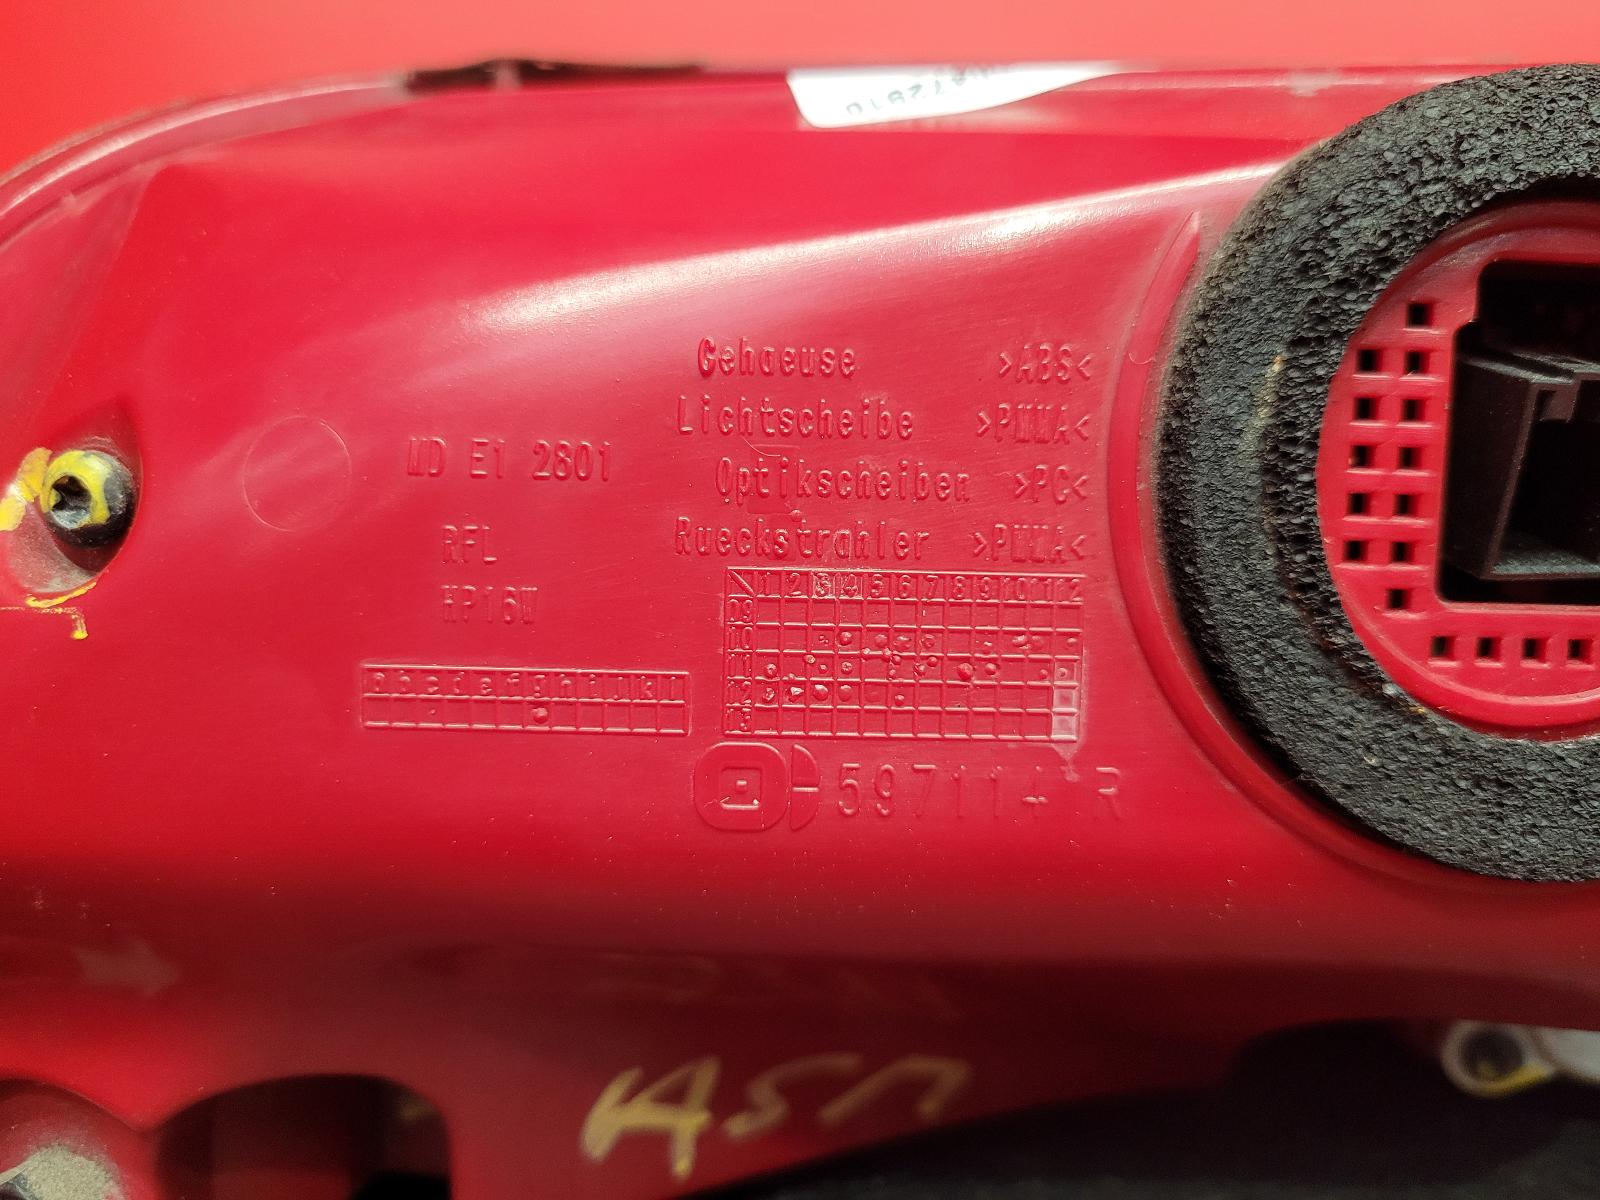 Gehaeuse >ABS<
Lichtscheibe >PMMA<
MD E1 2801
Optikscheiben >PC<
RFL
Rueckstrahler >PMMA<
HP16W
1 2 3 4 5 6 7 8 9 10 11 12
09
10
11
12
13
a b c d e f g h i j k l
597114 R